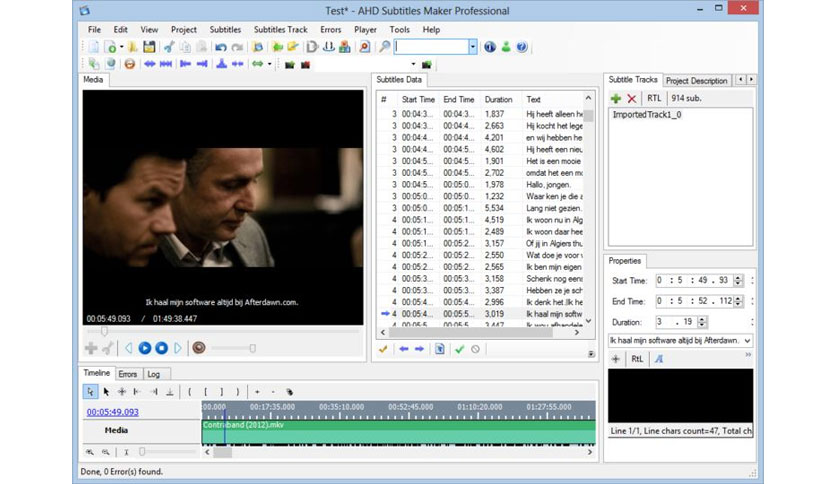 Test* - AHD Subtitles Maker Professional
File Edit View Project Subtitles Subtitles Track Errors Player Tools Help
Media
Subtitles Data
# Start Time End Time Duration Text
3 00:04:3... 00:04:3... 1,837 Hij heeft alleen he
3 00:04:3... 00:04:4... 2,663 Hij kocht het lege
3 00:04:4... 00:04:4... 4,201 en wij hebben he
3 00:04:4... 00:04:5... 4,602 Hij heeft een nieu
3 00:04:5... 00:04:5... 1,901 Het is een mooie
3 00:04:5... 00:04:5... 2,702 omdat het een mo
3 00:04:5... 00:04:5... 1,978 Hallo, jongen.
3 00:05:0... 00:05:0... 1,232 Waar ken je die a
3 00:05:0... 00:05:0... 5,534 Lang niet gezien.
4 00:05:1... 00:05:1... 4,519 Ik woon nu in Alg
4 00:05:1... 00:05:1... 2,489 Ik woon daar hee
4 00:05:1... 00:05:2... 3,157 Of jij in Algiers thu
4 00:05:2... 00:05:2... 2,550 Wat doe je voor w
4 00:05:2... 00:05:2... 2,565 Ik ben mijn eigen
4 00:05:2... 00:05:3... 3,158 Schenk nog eens
4 00:05:3... 00:05:3... 3,387 Hebben ze je sch
4 00:05:4... 00:05:4... 2,996 Ik denk het .Ik he
4 00:05:4... 00:05:5... 3,019 Ik haal mijn softw
4 00:05:5... 00:05:5... 3,447 Ik wou afhandele
Ik haal mijn software altijd bij Afterdawn.com.
00:05:49.093 / 01:49:38.447
Subtitle Tracks
Project Description
RTL 914 sub.
ImportedTrack1_0
Properties
Start Time: 0 : 5 : 49 . 93
End Time: 0 : 5 : 52 . 112
Duration: 3 . 19
Ik haal mijn software altijd bij Afterdawn.
RtL
Line 1/1, Line chars count=47, Total ch
Timeline Errors Log
00:05:49.093
:00.000 00:17:35.000 00:35:10.000 00:52:45.000 01:10:20.000 01:27:55.000
Media
Contraband (2012).mkv
Done, 0 Error(s) found.